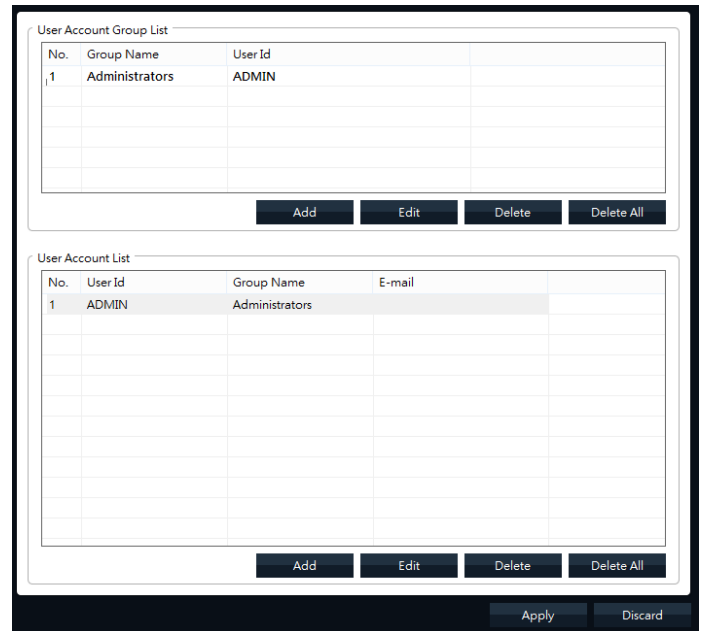 User Account Group List
No. Group Name User Id
1 Administrators ADMIN
Add Edit Delete Delete All
User Account List
No. User Id Group Name E-mail
1 ADMIN Administrators
Add Edit Delete Delete All
Apply Discard